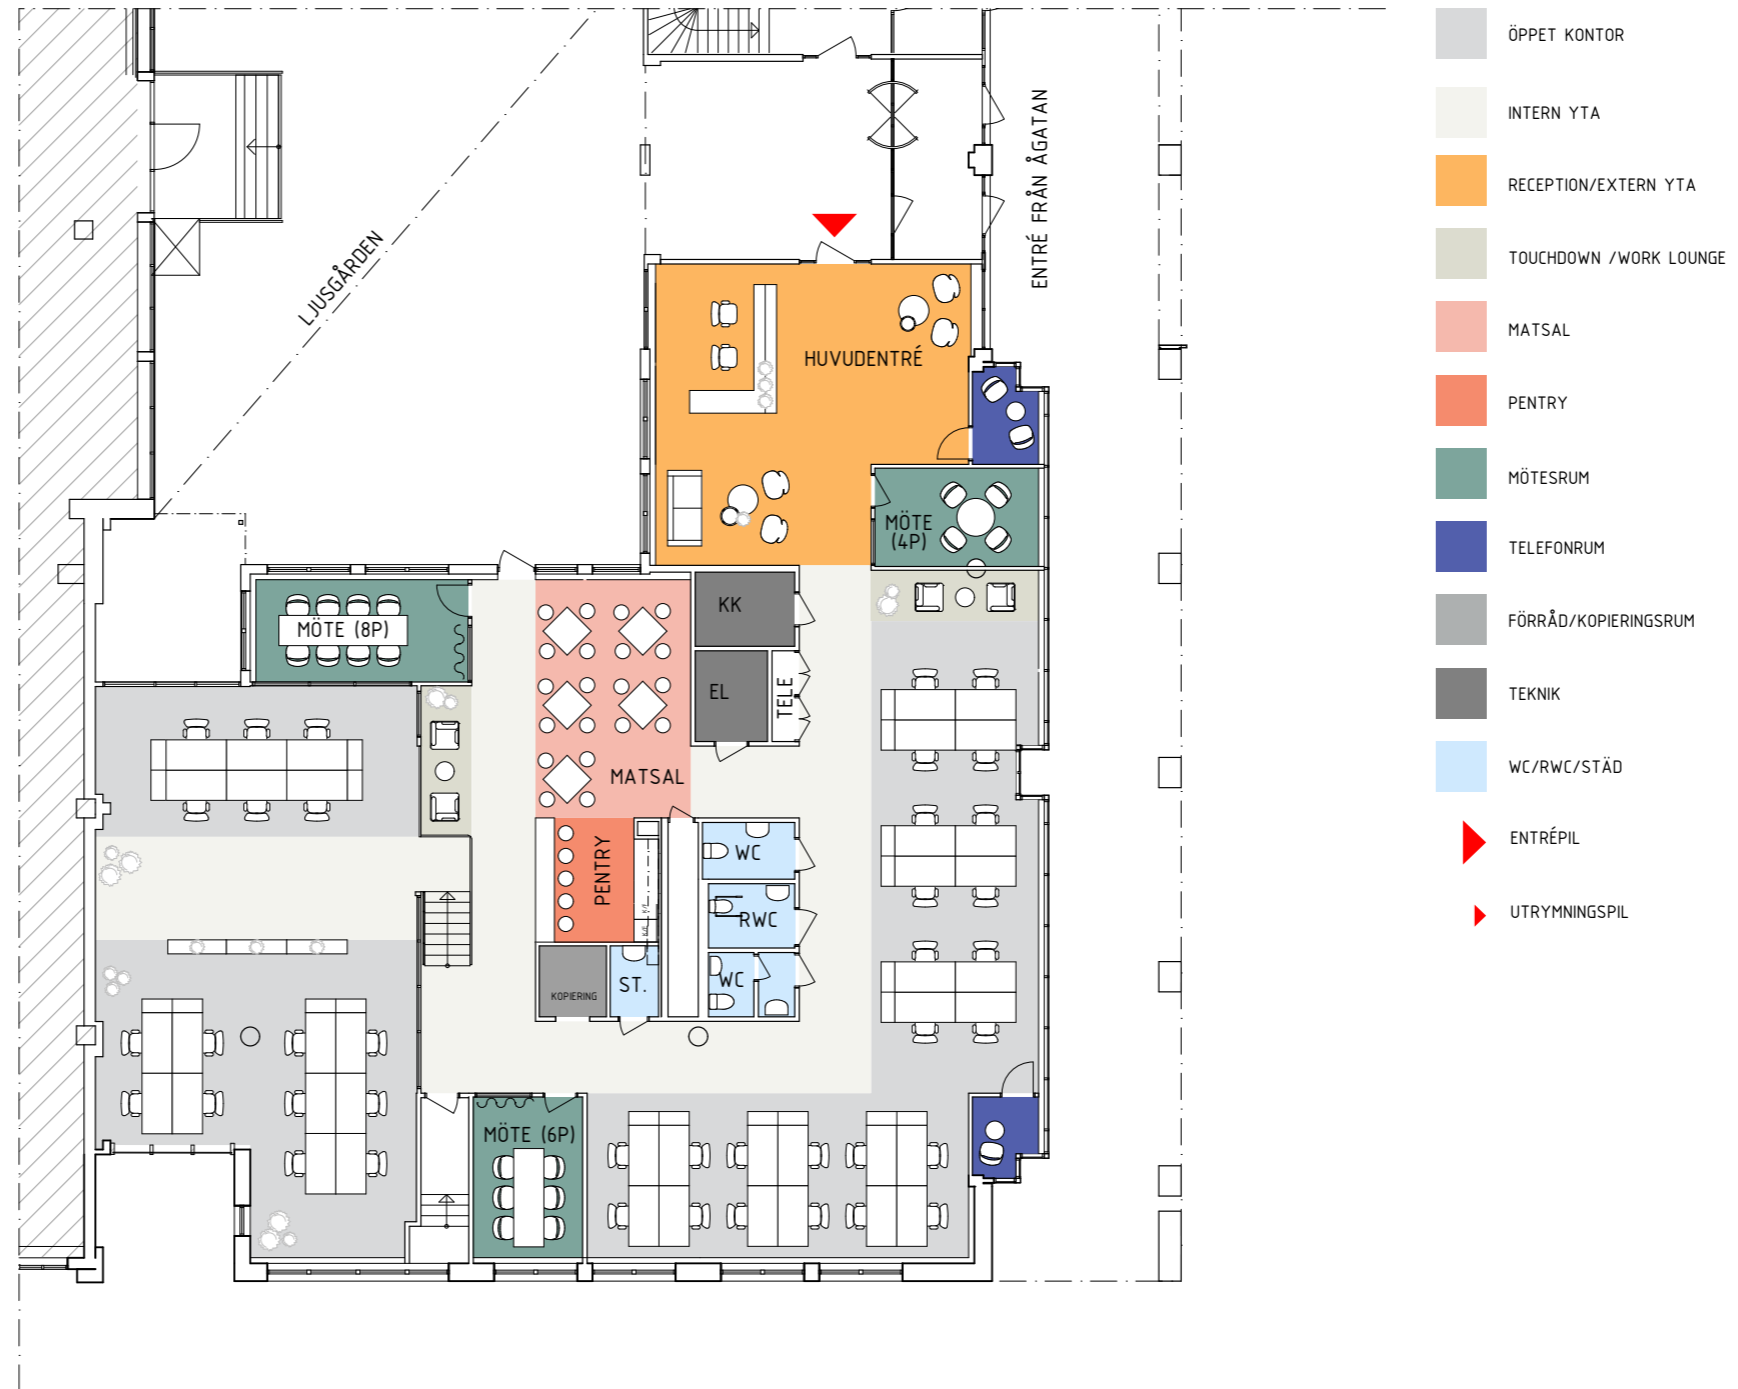 ÖPPET KONTOR
INTERN YTA
RECEPTION/EXTERN YTA
TOUCHDOWN /WORK LOUNGE
MATSAL
PENTRY
MÖTESRUM
TELEFONRUM
FÖRRÅD/KOPIERINGSRUM
TEKNIK
WC/RWC/STÄD
ENTRÉPIL
UTRYMNINGSPIL
LJUSGÅRDEN
ENTRÉ FRÅN ÅGATAN
HUVUDENTRÉ
MÖTE
(4P)
MÖTE (8P)
KK
EL
TELE
MATSAL
PENTRY
WC
RWC
WC
KOPIERING
ST.
MÖTE (6P)